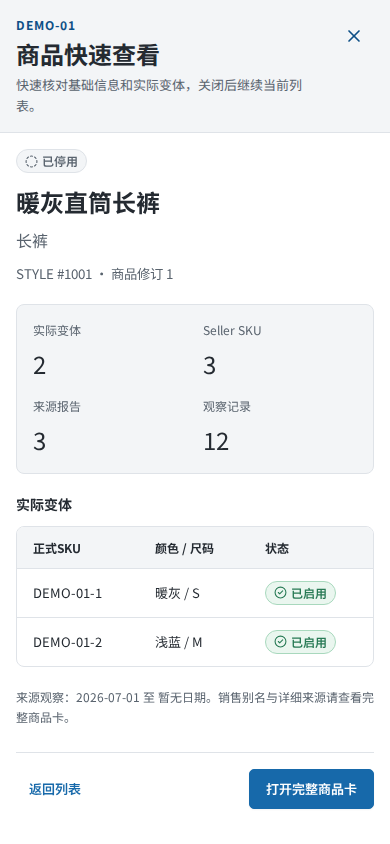 DEMO-01
商品快速查看
快速核对基础信息和实际变体，关闭后继续当前列
表。
已停用
暖灰直筒长裤
长裤
STYLE #1001 • 商品修订 1
实际变体 Seller SKU
2 3
来源报告 观察记录
3 12
实际变体
正式SKU 颜色 / 尺码 状态
DEMO-01-1 暖灰 / S 已启用
DEMO-01-2 浅蓝 / M 已启用
来源观察：2026-07-01 至 暂无日期。销售别名与详细来源请查看完
整商品卡。
返回列表 打开完整商品卡